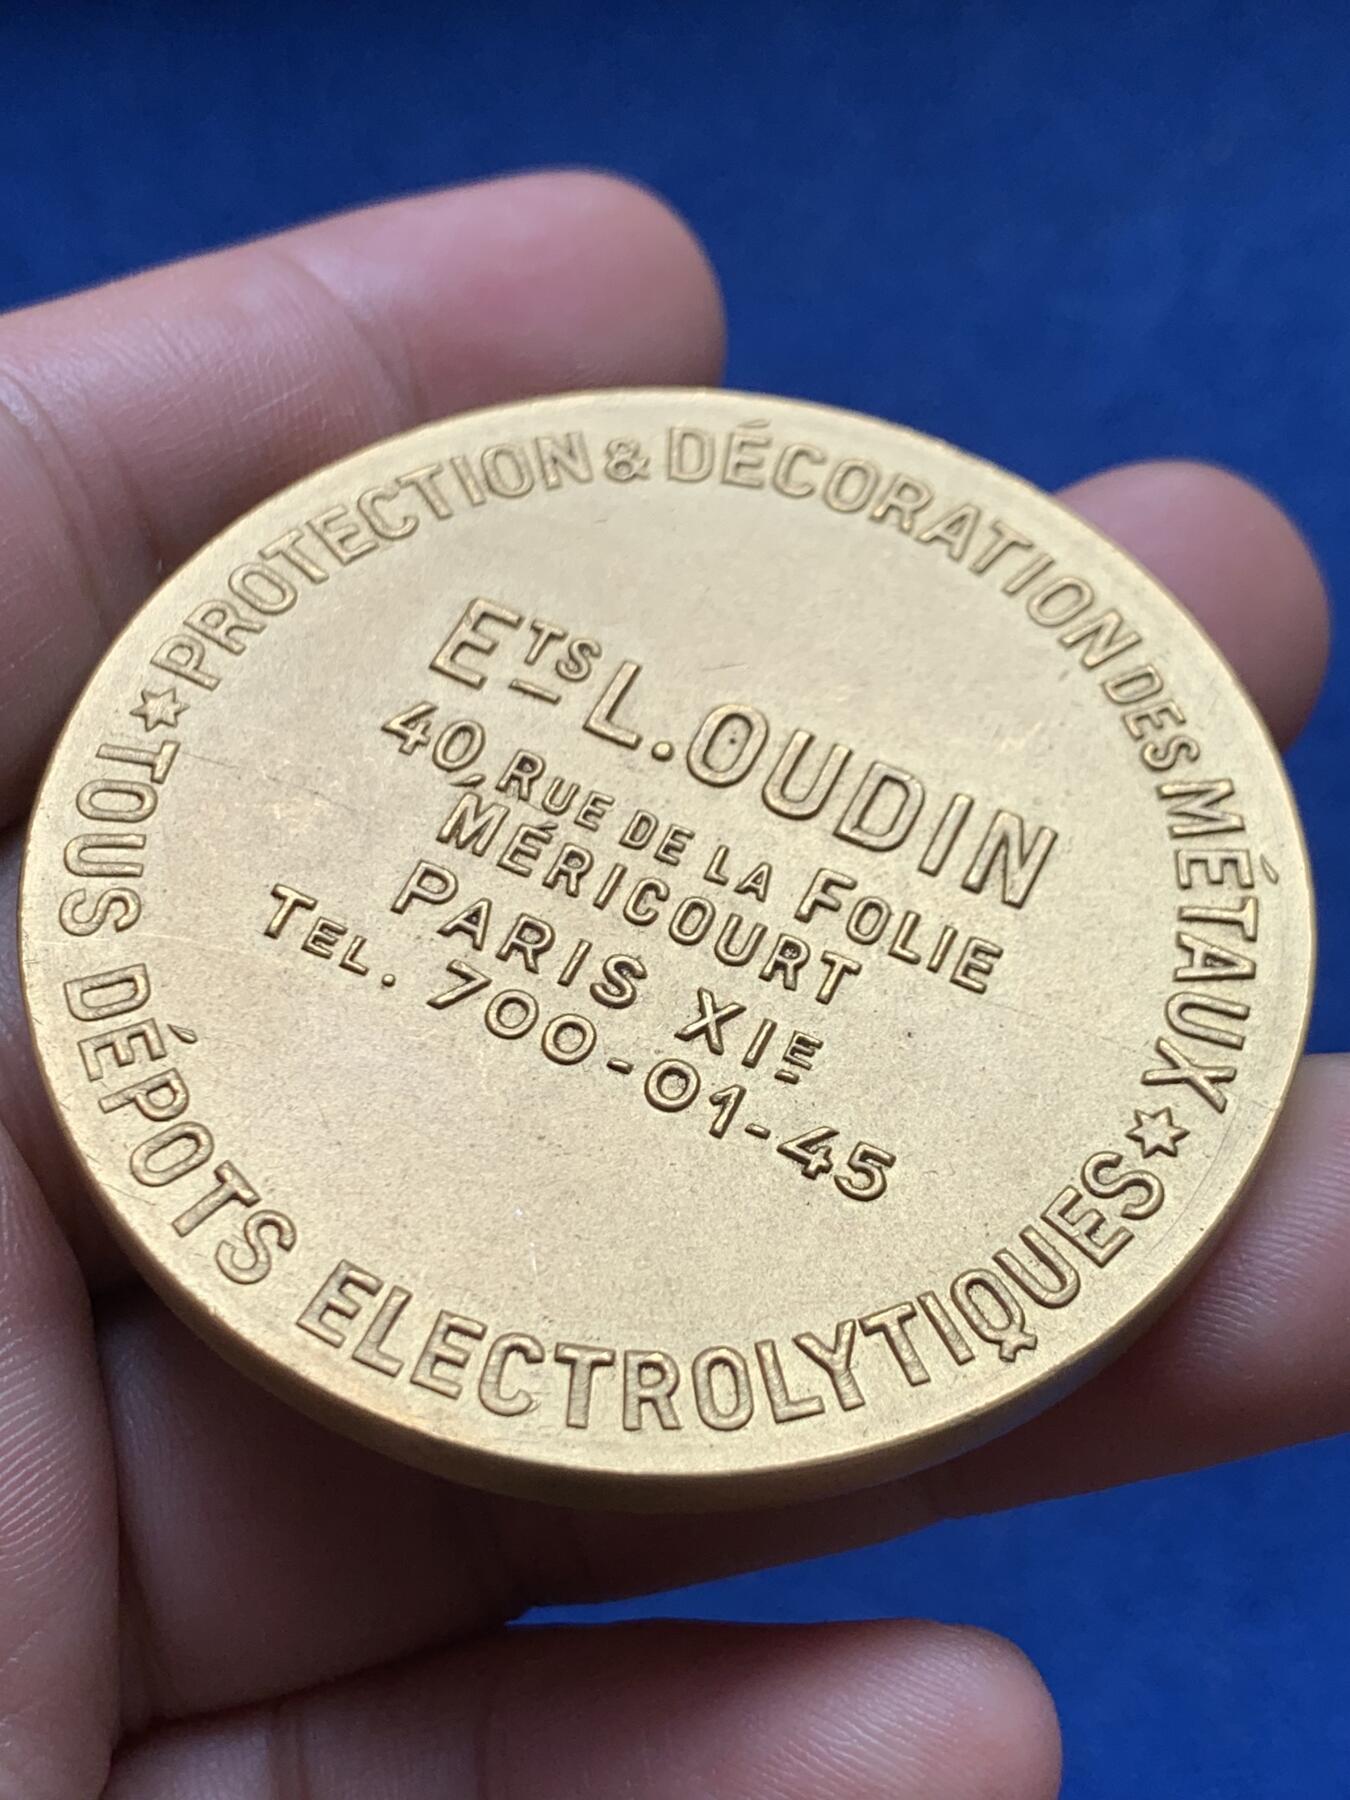 PROTECTION & DÉCORATION DES MÉTAUX
ETS L. OUDIN
40, RUE DE LA FOLIE
MÉRICOURT
PARIS XIE
TEL. 700-01-45
TOUS DÉPOTS ELECTROLYTIQUES